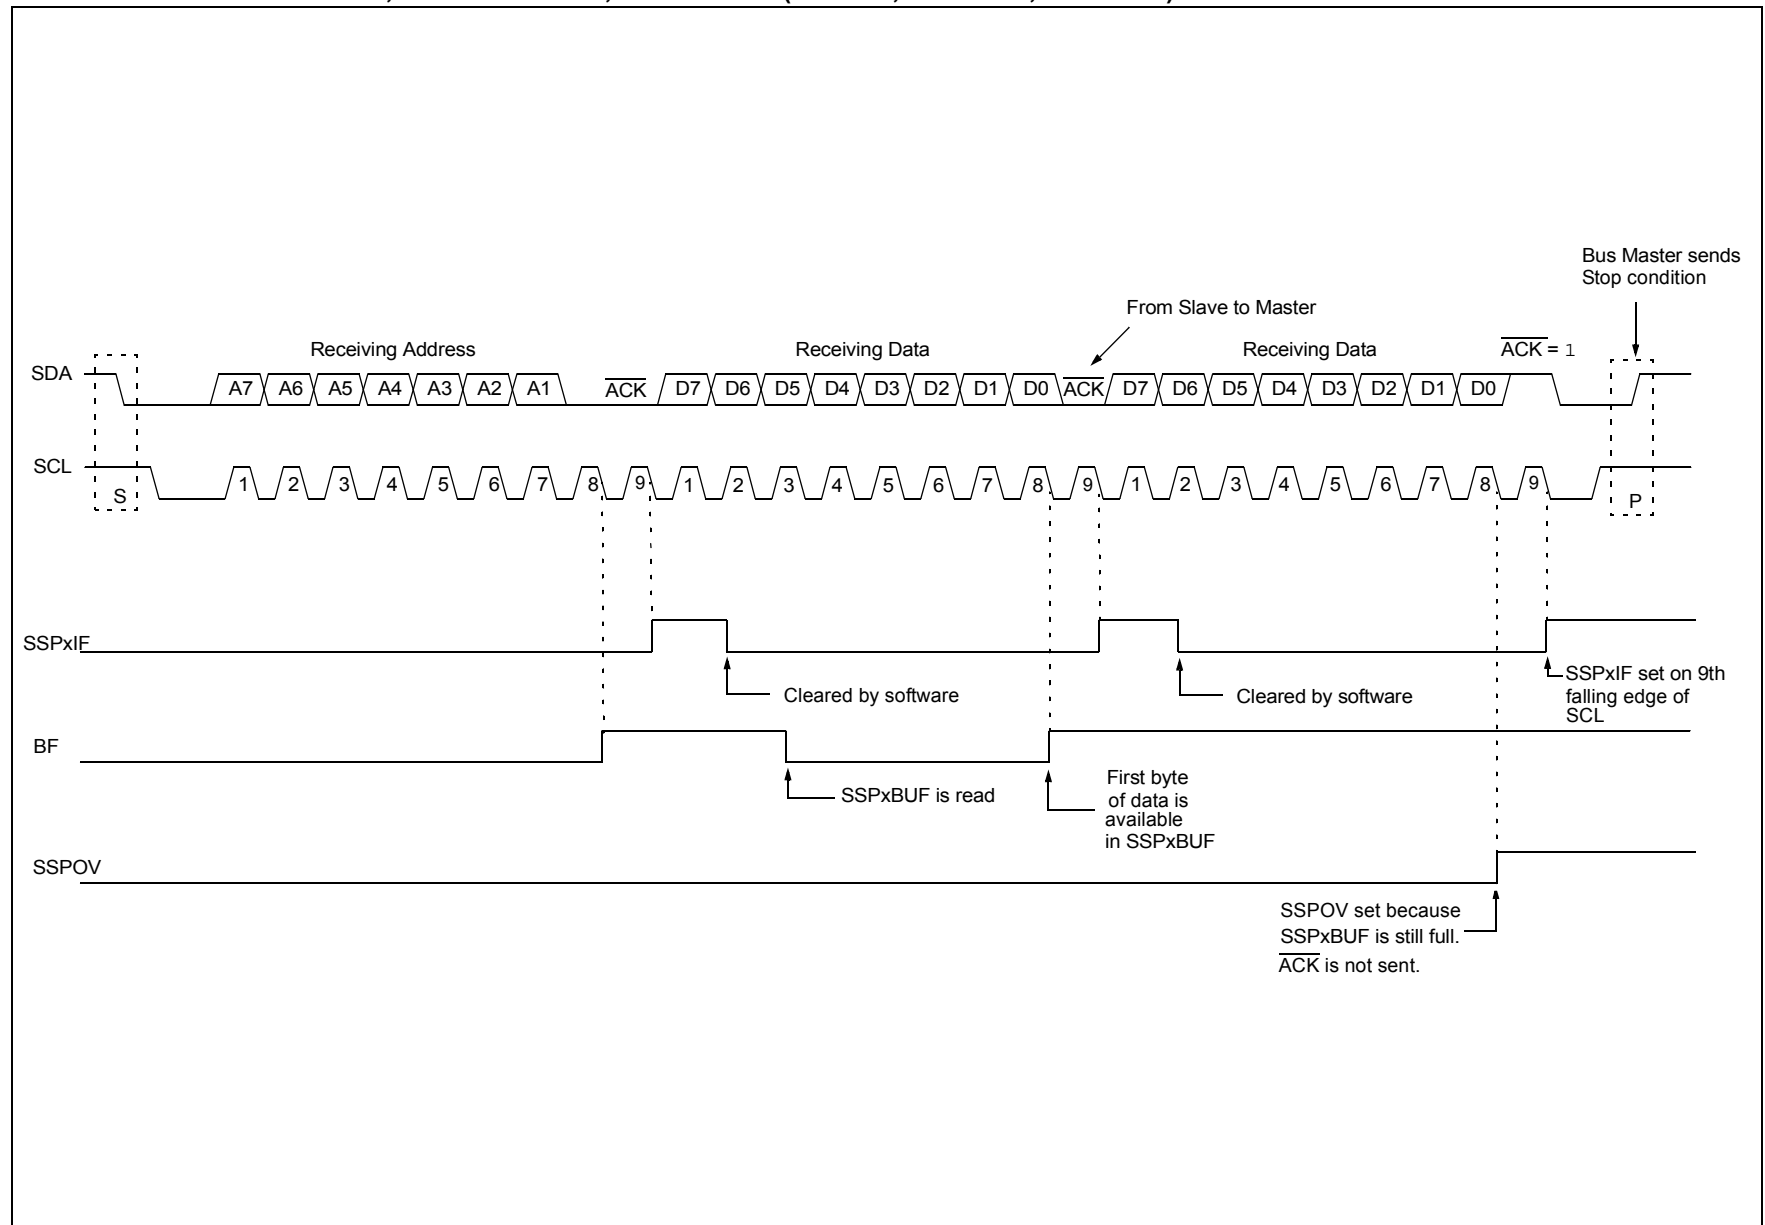 Bus Master sends
Stop condition
From Slave to Master
Receiving Address
Receiving Data
Receiving Data
ACK = 1
SDA
A7 A6 A5 A4 A3 A2 A1 ACK D7 D6 D5 D4 D3 D2 D1 D0 ACK D7 D6 D5 D4 D3 D2 D1 D0
SCL
1 2 3 4 5 6 7 8 9 1 2 3 4 5 6 7 8 9 1 2 3 4 5 6 7 8 9
S
P
SSPxIF
Cleared by software
Cleared by software
SSPxIF set on 9th
falling edge of
SCL
BF
SSPxBUF is read
First byte
of data is
available
in SSPxBUF
SSPOV
SSPOV set because
SSPxBUF is still full.
ACK is not sent.